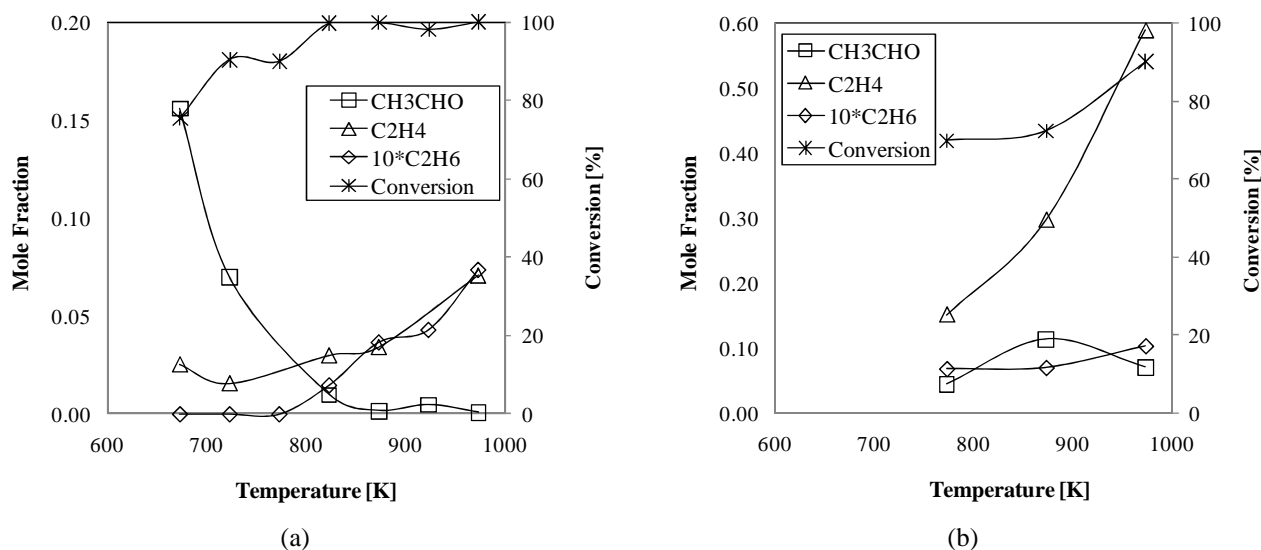 0.20
0.15
0.10
0.05
0.00
Mole Fraction
100
80
60
40
20
0
Conversion [%]
CH3CHO
C2H4
10*C2H6
Conversion
600 700 800 900 1000
Temperature [K]
(a)
0.60
0.50
0.40
0.30
0.20
0.10
0.00
Mole Fraction
100
80
60
40
20
0
Conversion [%]
CH3CHO
C2H4
10*C2H6
Conversion
600 700 800 900 1000
Temperature [K]
(b)